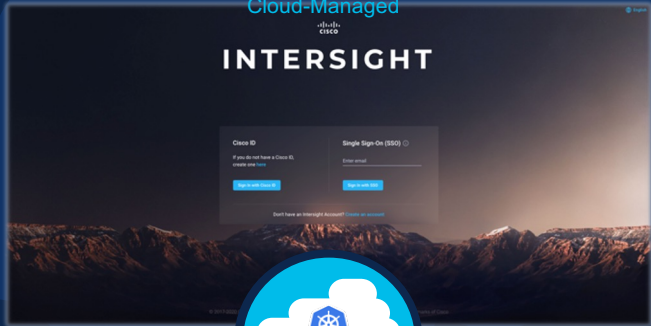 Cloud-Managed
English
CISCO
INTERSIGHT
Cisco ID
If you do not have a Cisco ID,
create one here
Sign In with Cisco ID
Single Sign-On (SSO)
Enter email
Sign In with SSO
Don't have an Intersight Account? Create an account